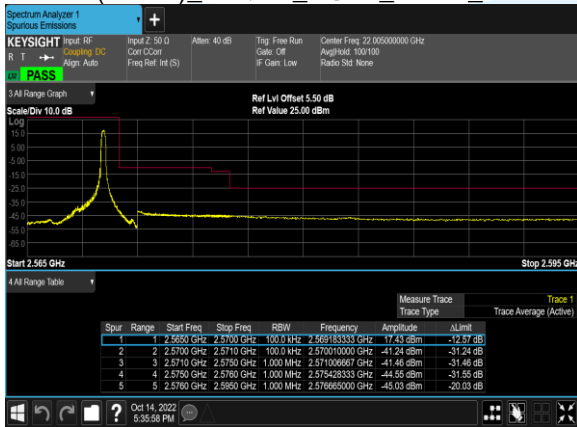 Spectrum Analyzer 1
Spurious Emissions
+
KEYSIGHT Input: RF Input Z: 50 Ω Atten: 40 dB Trig: Free Run Center Freq: 22.005000000 GHz
R T Coupling: DC Corr CCorr Gate: Off Avg|Hold: 100/100
Align: Auto Freq Ref: Int (S) IF Gain: Low Radio Std: None
PASS
3 All Range Graph
Ref Lvl Offset 5.50 dB
Scale/Div 10.0 dB Ref Value 25.00 dBm
Log
15.0
5.00
-5.00
-15.0
-25.0
-35.0
-45.0
-55.0
-65.0
Start 2.565 GHz Stop 2.595 GHz
4 All Range Table
Measure Trace Trace 1
Trace Type Trace Average (Active)
Spur Range Start Freq Stop Freq RBW Frequency Amplitude ΔLimit
1 1 2.5650 GHz 2.5700 GHz 100.0 kHz 2.569183333 GHz 17.43 dBm -12.57 dB
2 2 2.5700 GHz 2.5710 GHz 100.0 kHz 2.570010000 GHz -41.24 dBm -31.24 dB
3 3 2.5710 GHz 2.5750 GHz 1.000 MHz 2.571006667 GHz -41.46 dBm -31.46 dB
4 4 2.5750 GHz 2.5760 GHz 1.000 MHz 2.575428333 GHz -44.55 dBm -31.55 dB
5 5 2.5760 GHz 2.5950 GHz 1.000 MHz 2.576665000 GHz -45.03 dBm -20.03 dB
? Oct 14, 2022
5:35:58 PM